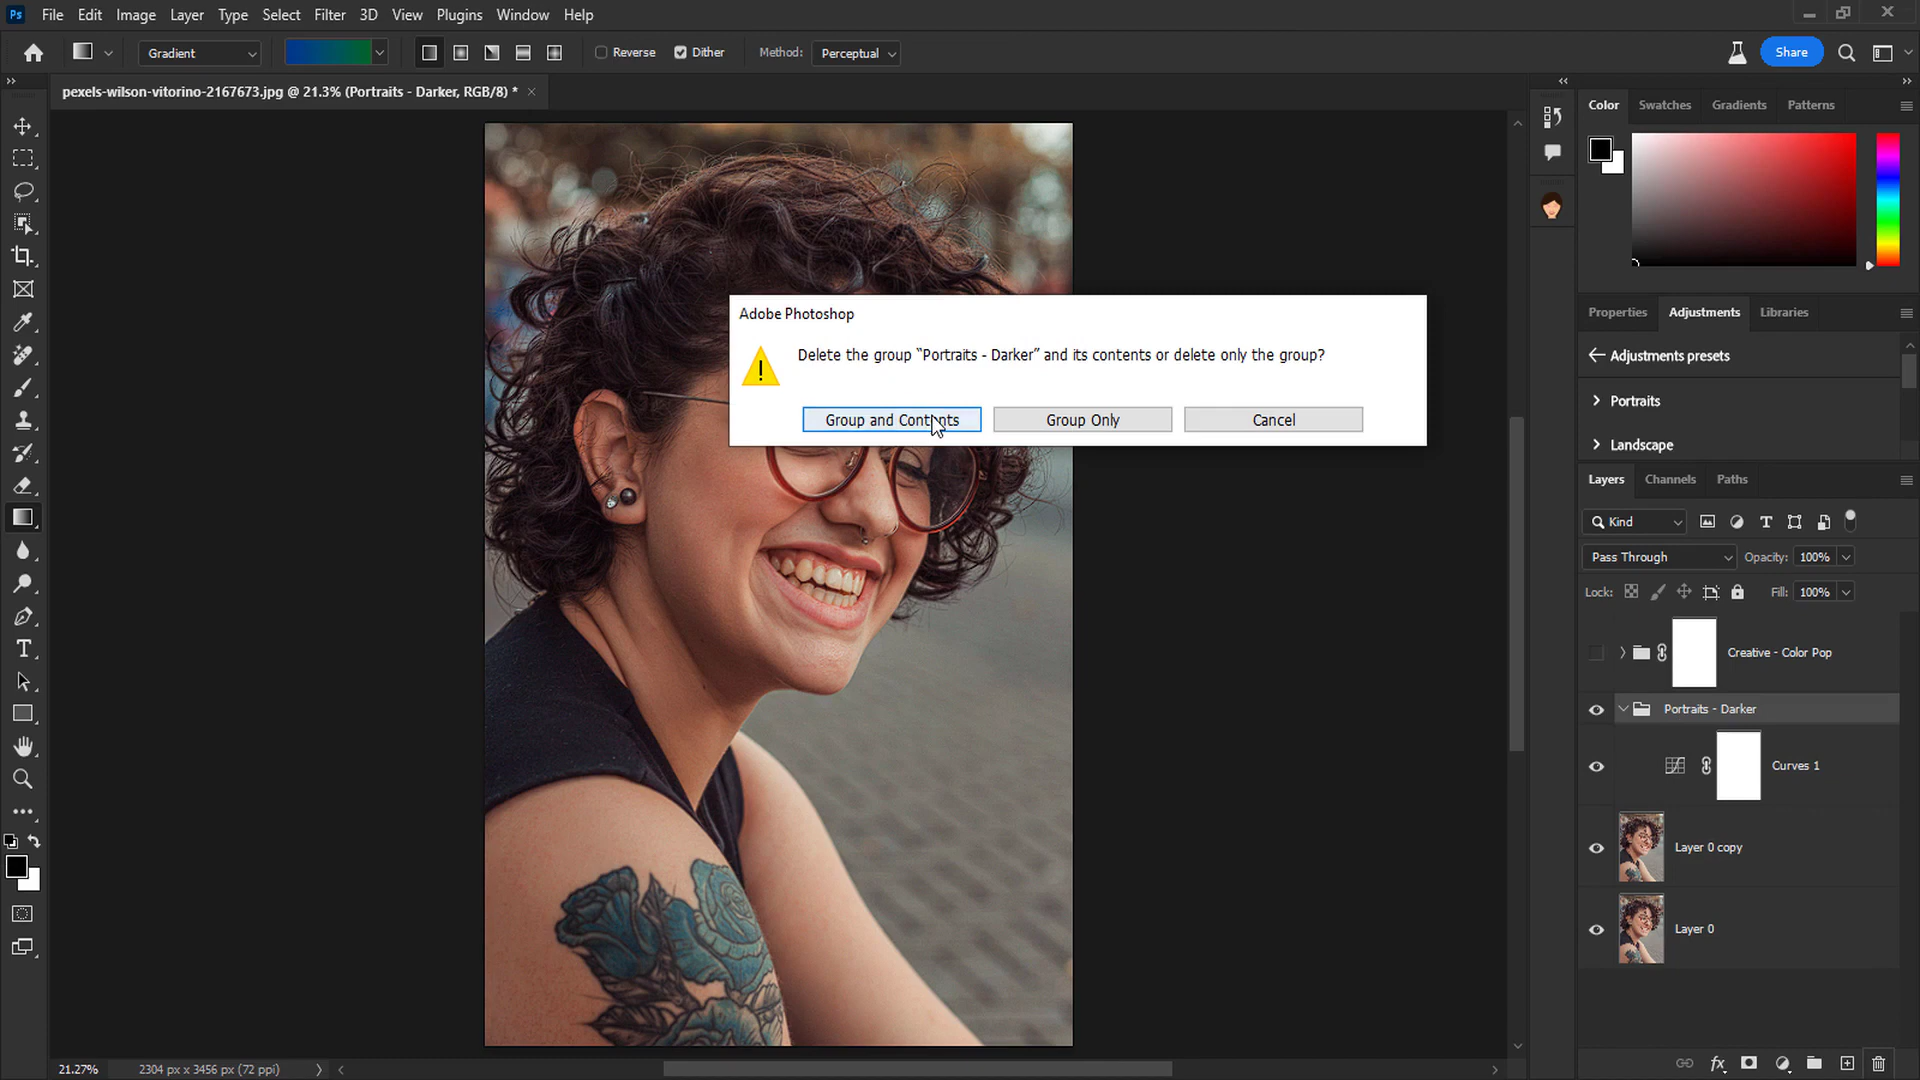 Ps File Edit Image Layer Type Select Filter 3D View Plugins Window Help
Gradient Reverse Dither Method: Perceptual Share
pexels-wilson-vitorino-2167673.jpg @ 21.3% (Portraits - Darker, RGB/8) *
Color Swatches Gradients Patterns
Adobe Photoshop
Delete the group “Portraits - Darker” and its contents or delete only the group?
Group and Contents Group Only Cancel
Properties Adjustments Libraries
Adjustments presets
Portraits
Landscape
Layers Channels Paths
Kind
Pass Through Opacity: 100%
Lock: Fill: 100%
Creative - Color Pop
Portraits - Darker
Curves 1
Layer 0 copy
Layer 0
21.27% 2304 px x 3456 px (72 ppi)